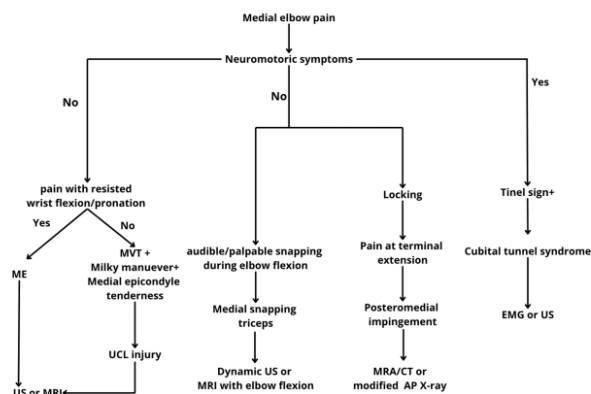 Medial elbow pain
Neuromotoric symptoms
No
No
Yes
pain with resisted
wrist flexion/pronation
Yes
No
ME
MVT +
Milky manuever+
Medial epicondyle
tenderness
UCL injury
US or MRI
audible/palpable snapping
during elbow flexion
Medial snapping
triceps
Dynamic US or
MRI with elbow flexion
Locking
Pain at terminal
extension
Posteromedial
impingement
MRA/CT or
modified AP X-ray
Tinel sign+
Cubital tunnel syndrome
EMG or US